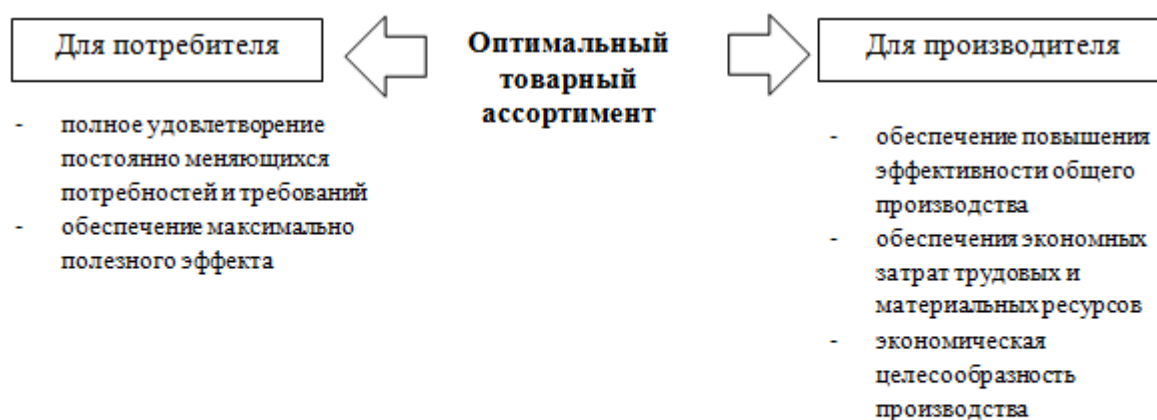 Для потребителя
Оптимальный
товарный
ассортимент
Для производителя
- полное удовлетворение
постоянно меняющихся
потребностей и требований
- обеспечение максимально
полезного эффекта
- обеспечение повышения
эффективности общего
производства
- обеспечения экономных
затрат трудовых и
материальных ресурсов
- экономическая
целесообразность
производства